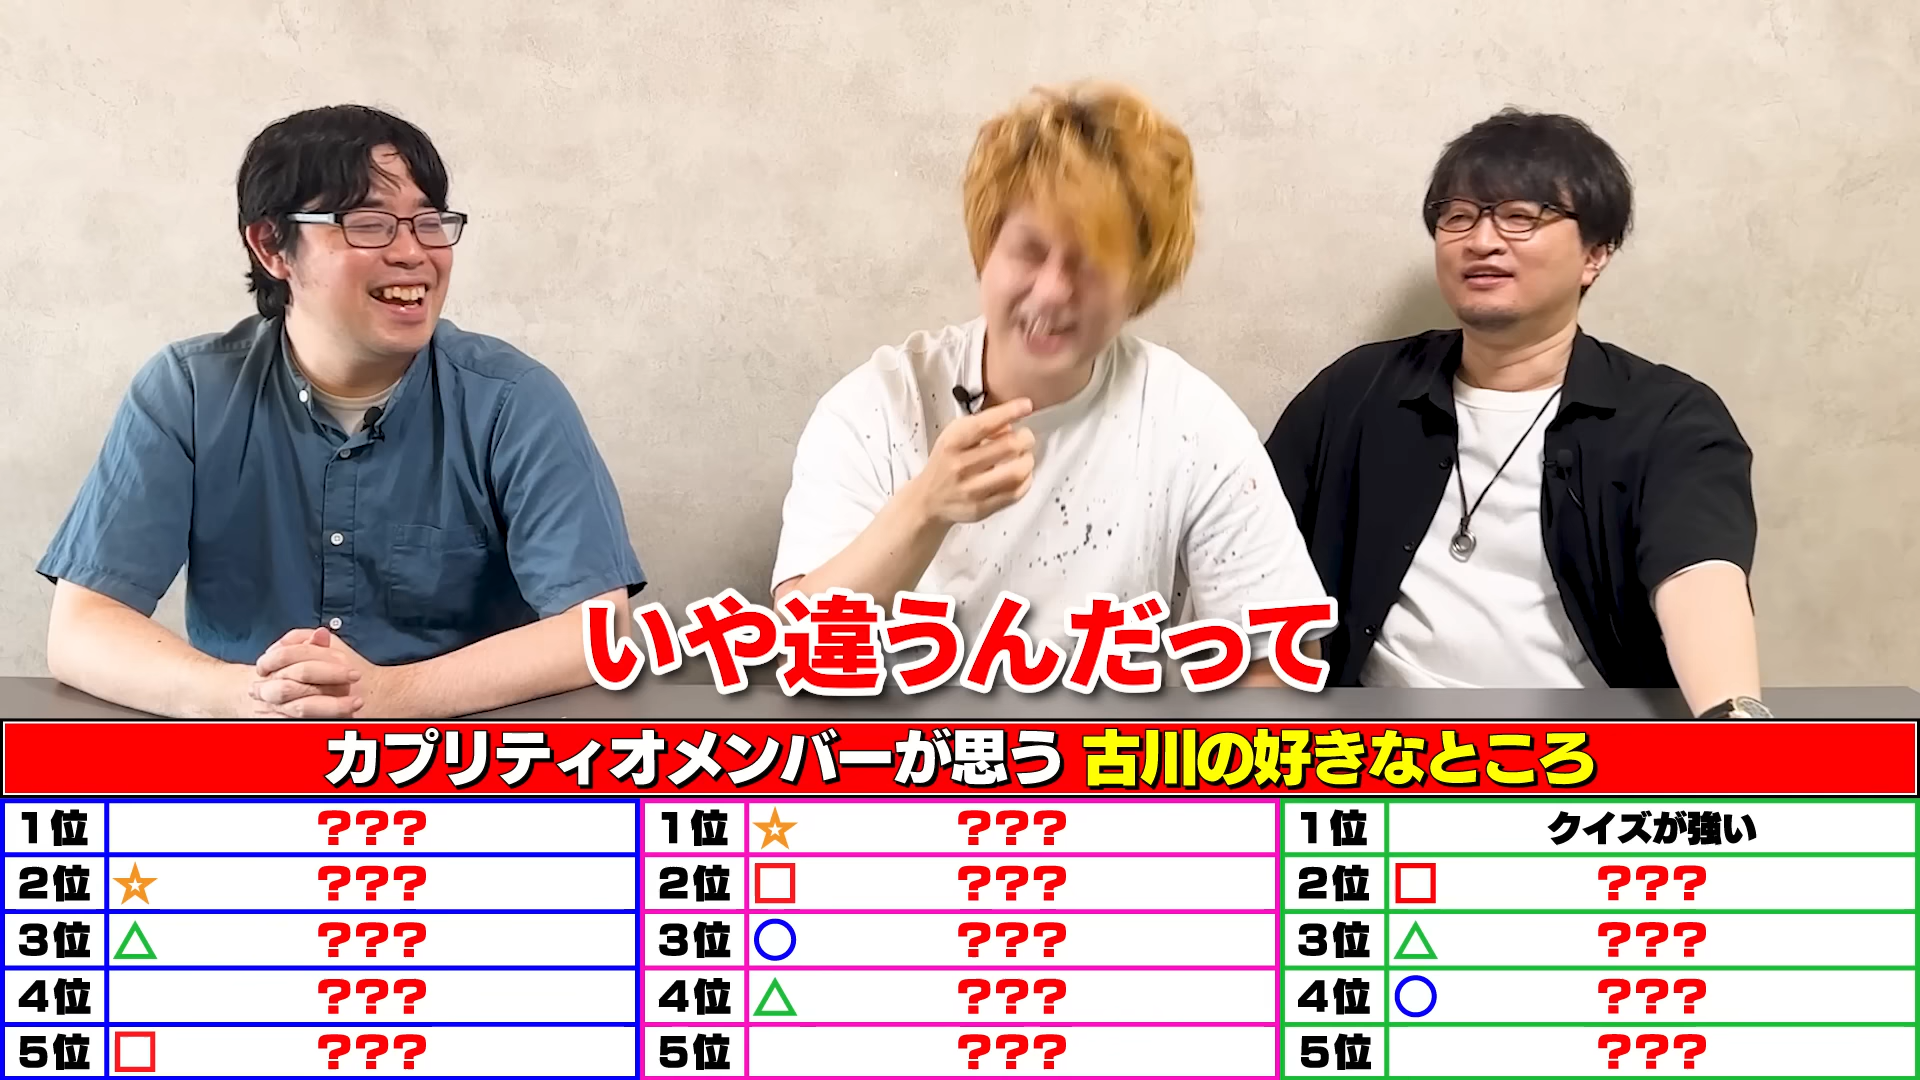 いや違うんだって
カプリティオメンバーが思う 古川の好きなところ
1位 ???
2位 ☆ ???
3位 △ ???
4位 ???
5位 □ ???
1位 ☆ ???
2位 □ ???
3位 ○ ???
4位 △ ???
5位 ???
1位 クイズが強い
2位 □ ???
3位 △ ???
4位 ○ ???
5位 ???